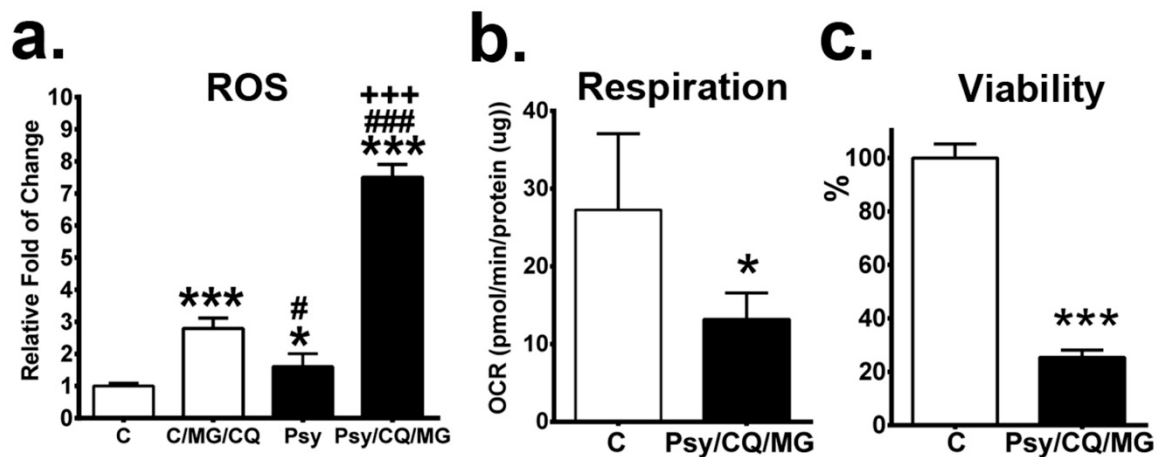 a.
ROS
Relative Fold of Change
10
9
8
7
6
5
4
3
2
1
0
***
#
*
+++
###
***
C C/MG/CQ Psy Psy/CQ/MG
b.
Respiration
OCR (pmol/min/protein (ug))
40
30
20
10
0
*
C Psy/CQ/MG
c.
Viability
%
100
80
60
40
20
0
***
C Psy/CQ/MG